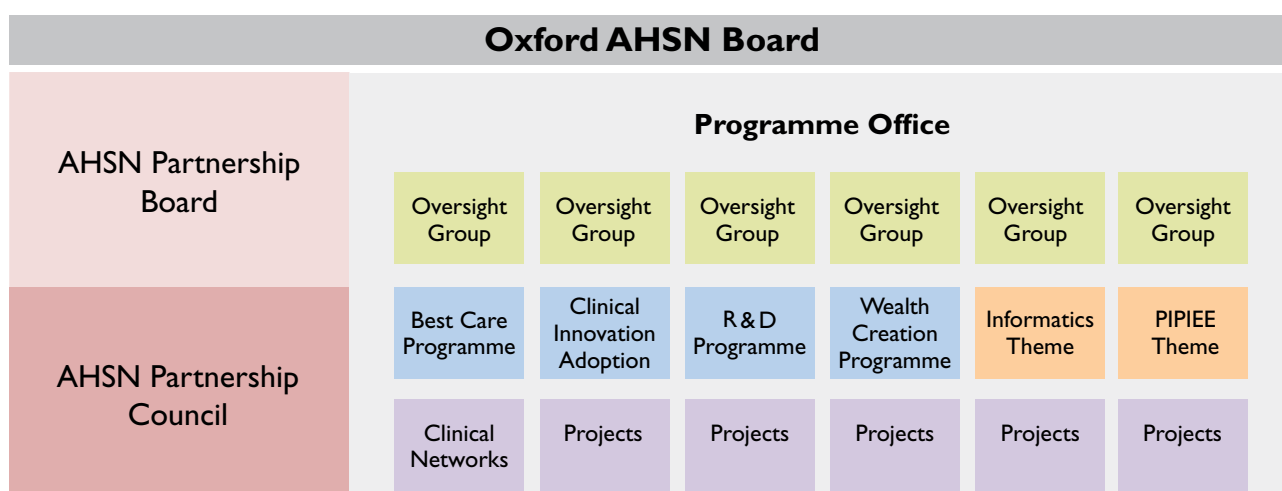 Oxford AHSN Board
AHSN Partnership
Board
AHSN Partnership
Council
Programme Office
Oversight
Group
Oversight
Group
Oversight
Group
Oversight
Group
Oversight
Group
Oversight
Group
Best Care
Programme
Clinical
Innovation
Adoption
R & D
Programme
Wealth
Creation
Programme
Informatics
Theme
PIPIEE
Theme
Clinical
Networks
Projects
Projects
Projects
Projects
Projects